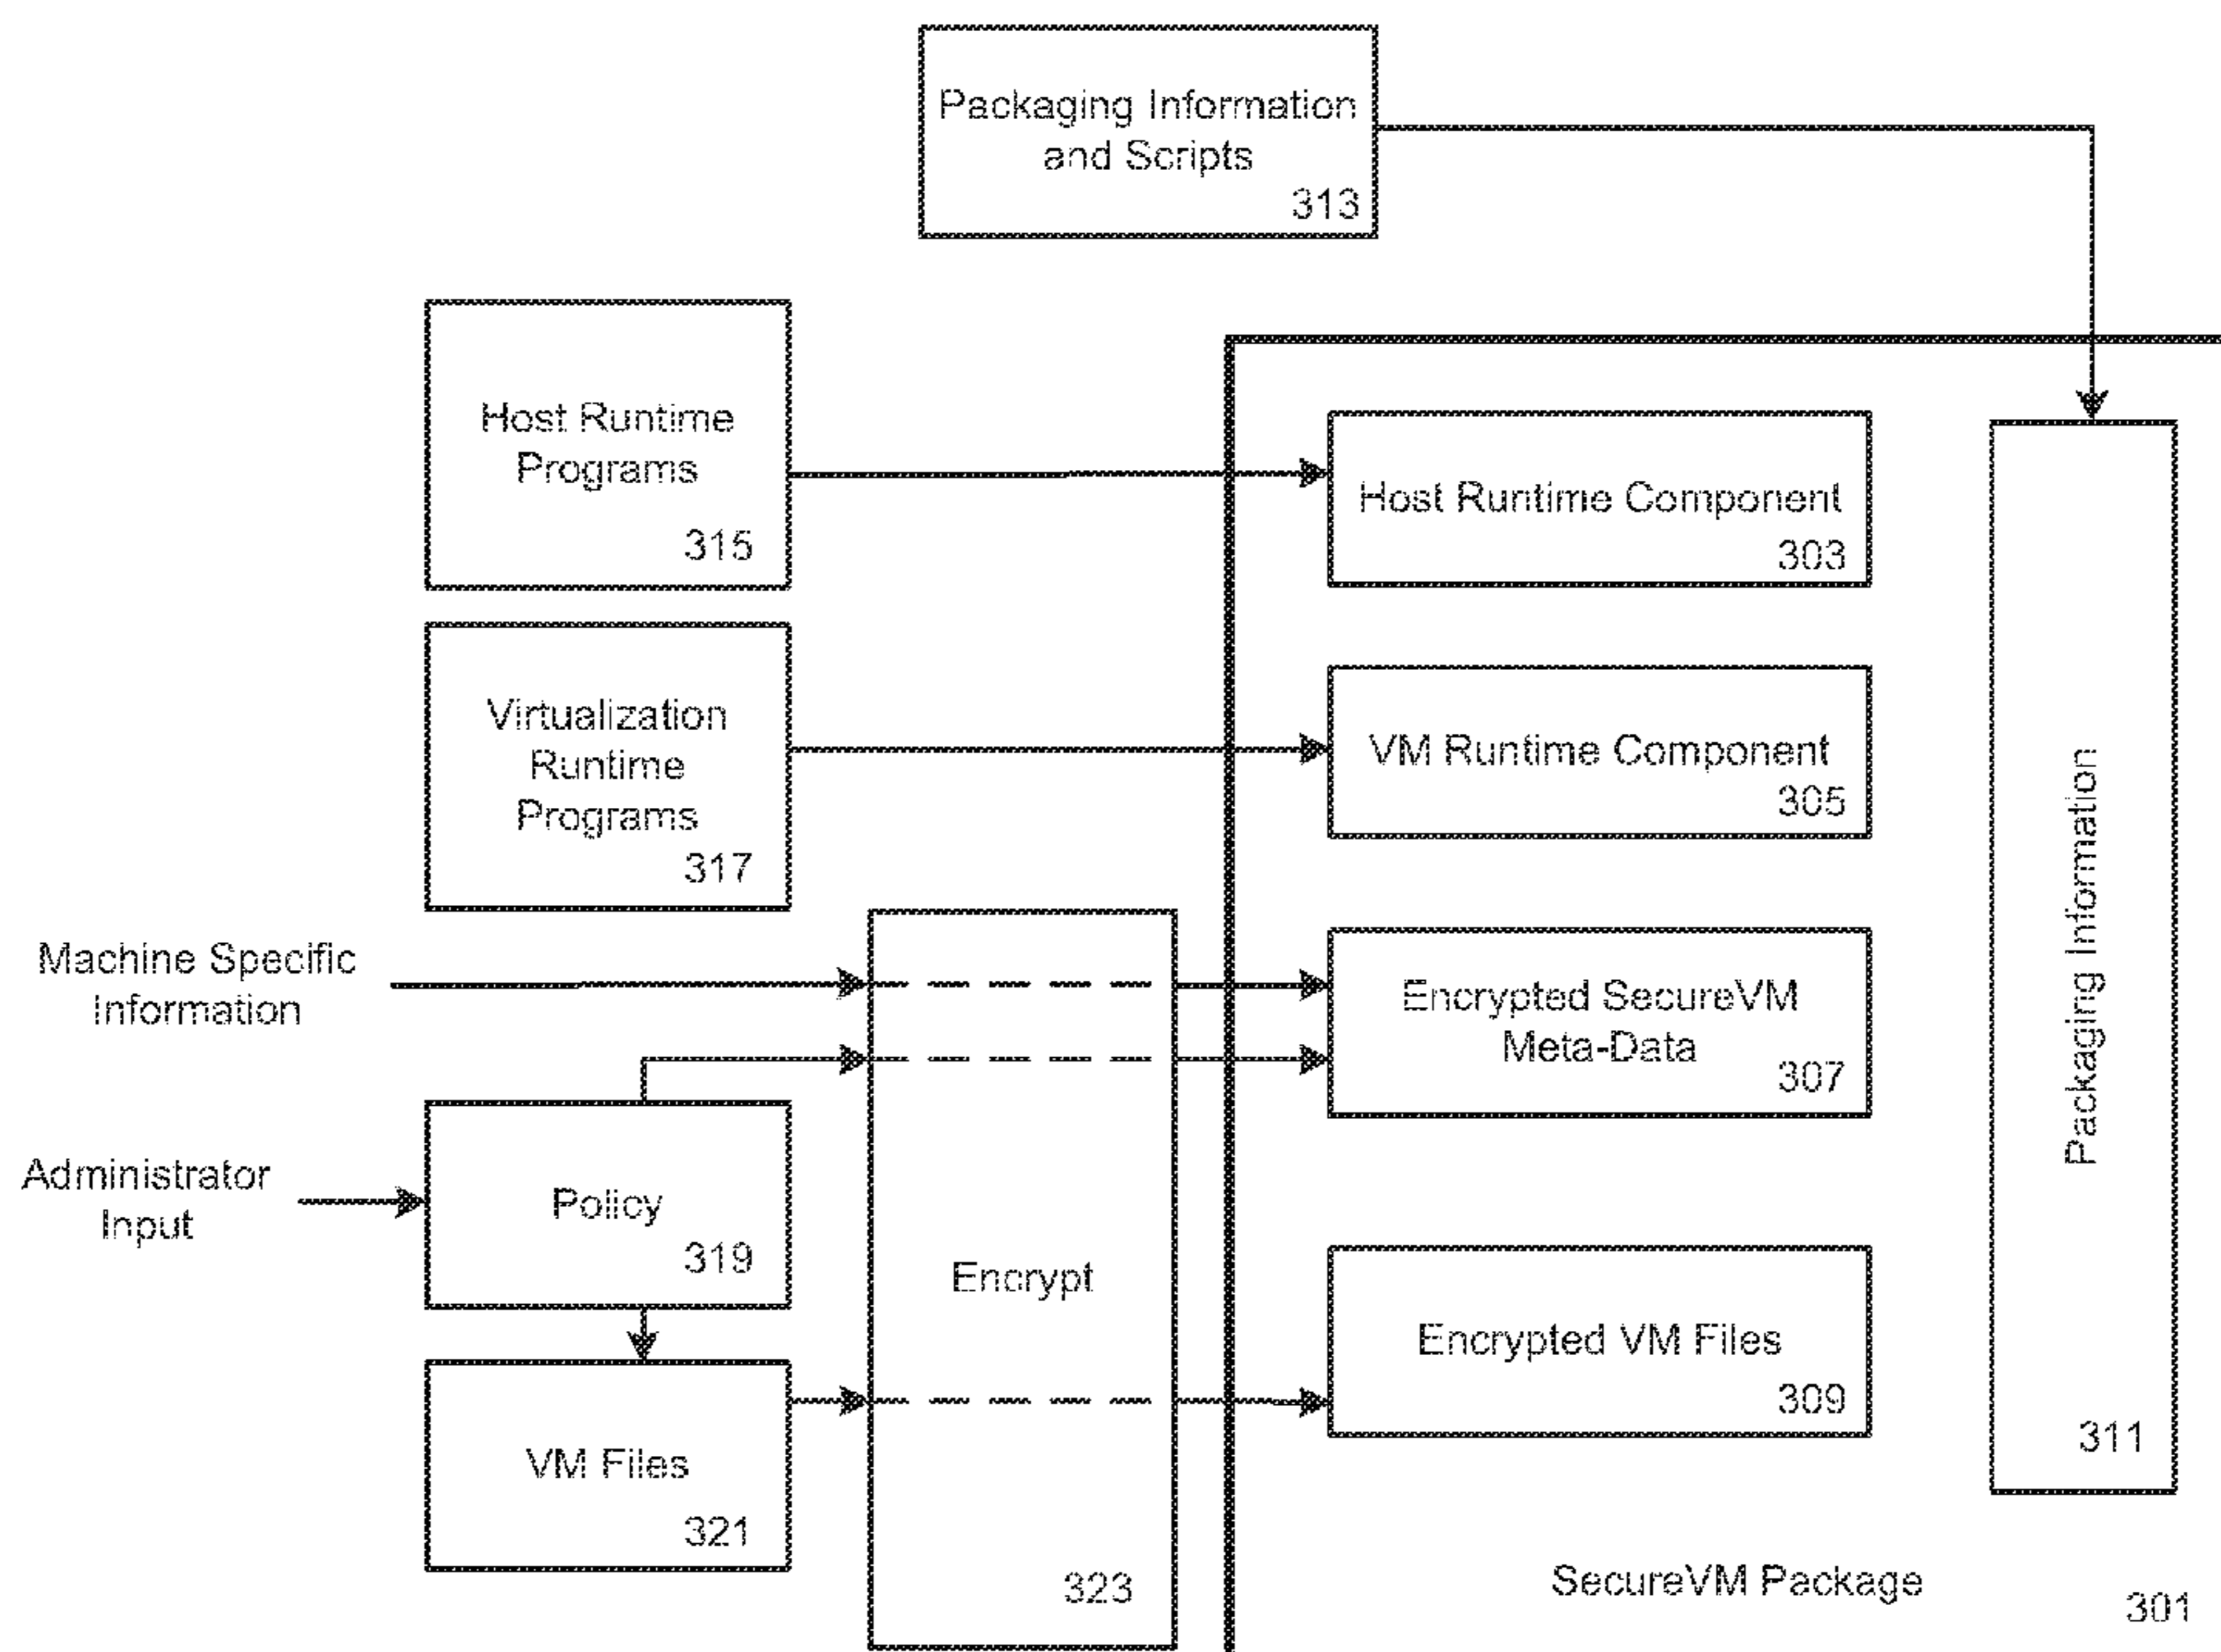 Packaging Information
and Scripts
313
Host Runtime
Programs
315
Host Runtime Component
303
Virtualization
Runtime
Programs
317
VM Runtime Component
305
Machine Specific
Information
Encrypted SecureVM
Meta-Data
307
Administrator
Input
Policy
319
Encrypt
323
Encrypted VM Files
309
VM Files
321
Packaging Information
311
SecureVM Package
301